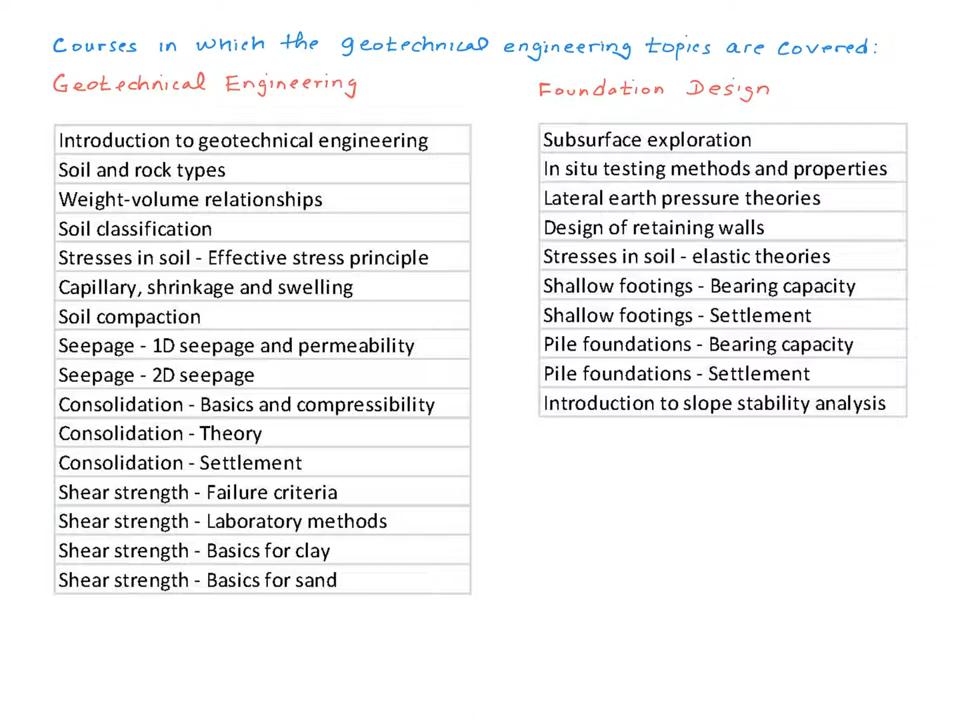 Courses in which the geotechnical engineering topics are covered:
Geotechnical Engineering
Introduction to geotechnical engineering
Soil and rock types
Weight-volume relationships
Soil classification
Stresses in soil - Effective stress principle
Capillary, shrinkage and swelling
Soil compaction
Seepage - 1D seepage and permeability
Seepage - 2D seepage
Consolidation - Basics and compressibility
Consolidation - Theory
Consolidation - Settlement
Shear strength - Failure criteria
Shear strength - Laboratory methods
Shear strength - Basics for clay
Shear strength - Basics for sand
Foundation Design
Subsurface exploration
In situ testing methods and properties
Lateral earth pressure theories
Design of retaining walls
Stresses in soil - elastic theories
Shallow footings - Bearing capacity
Shallow footings - Settlement
Pile foundations - Bearing capacity
Pile foundations - Settlement
Introduction to slope stability analysis